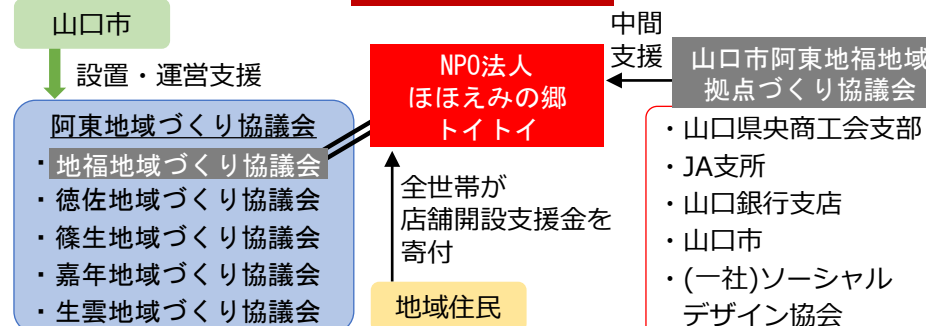 山口市
設置・運営支援
阿東地域づくり協議会
・地福地域づくり協議会
・徳佐地域づくり協議会
・篠生地域づくり協議会
・嘉年地域づくり協議会
・生雲地域づくり協議会
NPO法人
ほほえみの郷
トイトイ
全世帯が
店舗開設支援金を
寄付
地域住民
中間
支援
山口市阿東地福地域
拠点づくり協議会
・山口県央商工会支部
・JA支所
・山口銀行支店
・山口市
・(一社)ソーシャル
デザイン協会